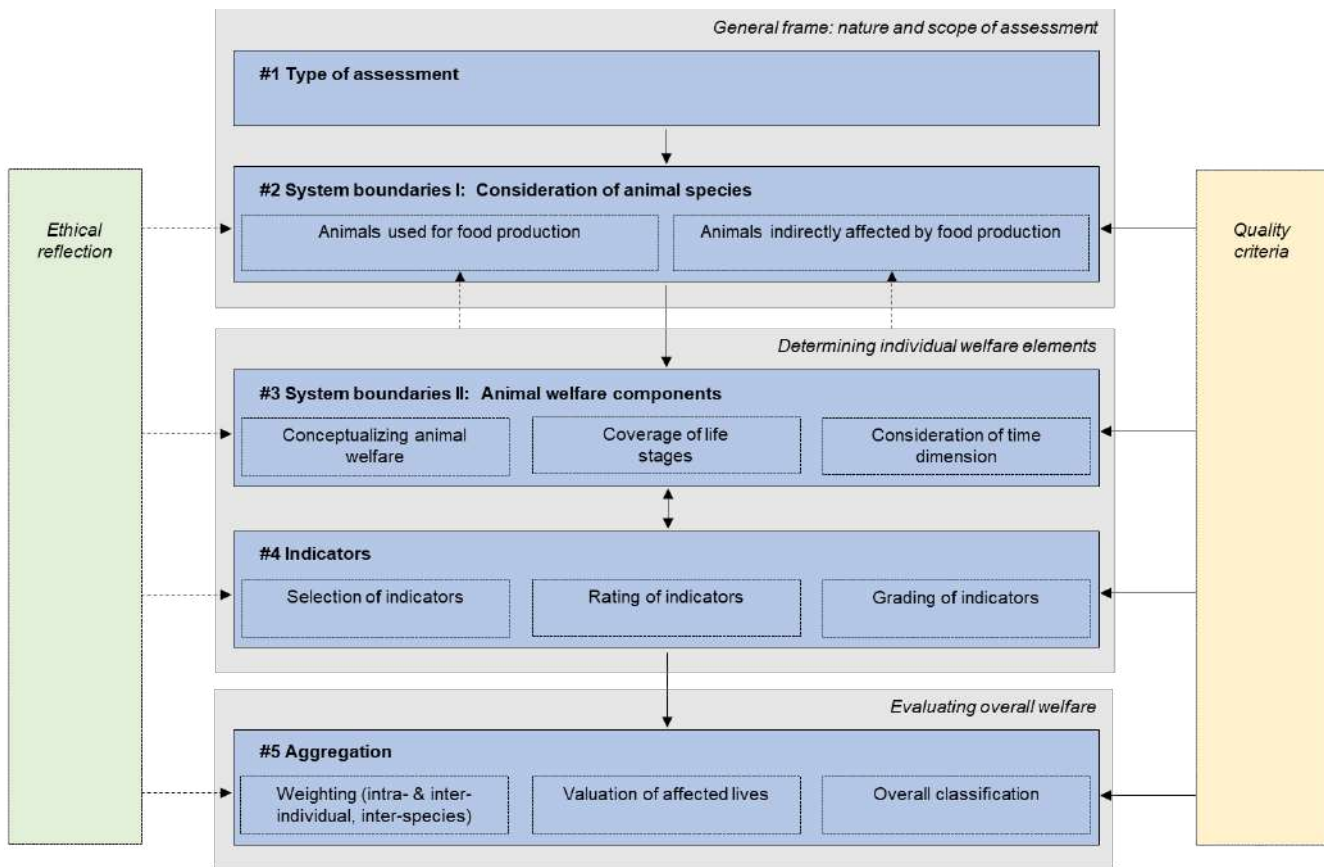 General frame: nature and scope of assessment
#1 Type of assessment
#2 System boundaries I: Consideration of animal species
Animals used for food production
Animals indirectly affected by food production
Ethical
reflection
Quality
criteria
Determining individual welfare elements
#3 System boundaries II: Animal welfare components
Conceptualizing animal
welfare
Coverage of life
stages
Consideration of time
dimension
#4 Indicators
Selection of indicators
Rating of indicators
Grading of indicators
Evaluating overall welfare
#5 Aggregation
Weighting (intra- & inter-
individual, inter-species)
Valuation of affected lives
Overall classification